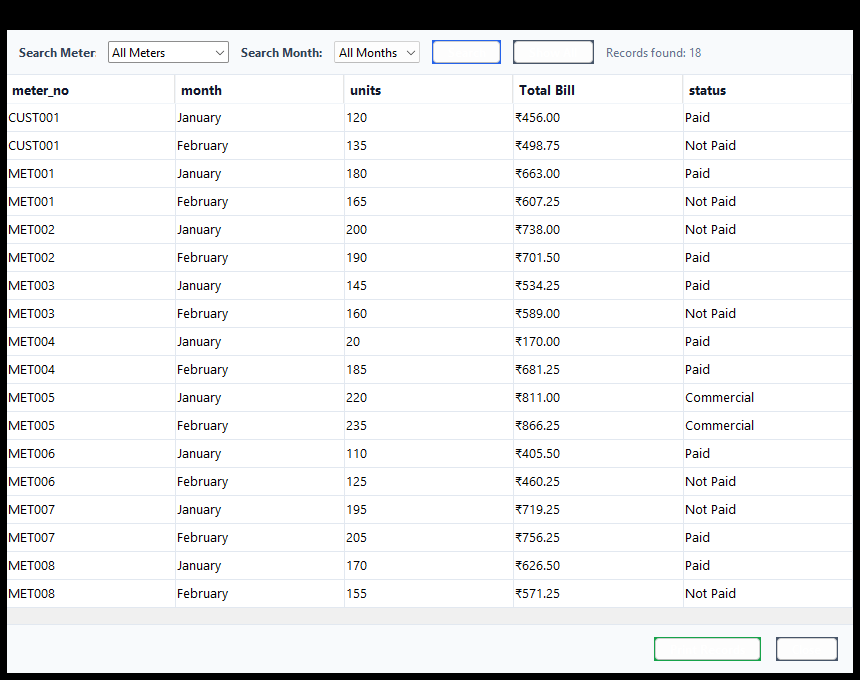 Search Meter: All Meters Search Month: All Months Records found: 18
meter_no month units Total Bill status
CUST001 January 120 ₹456.00 Paid
CUST001 February 135 ₹498.75 Not Paid
MET001 January 180 ₹663.00 Paid
MET001 February 165 ₹607.25 Not Paid
MET002 January 200 ₹738.00 Not Paid
MET002 February 190 ₹701.50 Paid
MET003 January 145 ₹534.25 Paid
MET003 February 160 ₹589.00 Not Paid
MET004 January 20 ₹170.00 Paid
MET004 February 185 ₹681.25 Paid
MET005 January 220 ₹811.00 Commercial
MET005 February 235 ₹866.25 Commercial
MET006 January 110 ₹405.50 Paid
MET006 February 125 ₹460.25 Not Paid
MET007 January 195 ₹719.25 Not Paid
MET007 February 205 ₹756.25 Paid
MET008 January 170 ₹626.50 Paid
MET008 February 155 ₹571.25 Not Paid